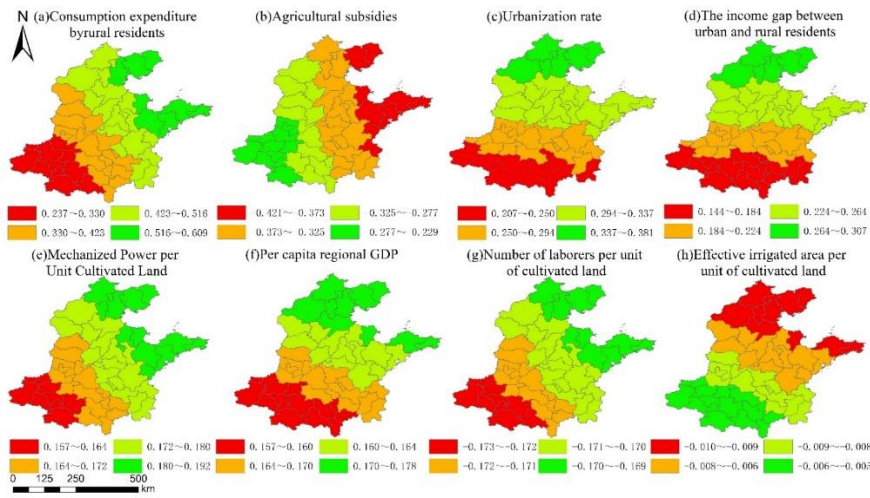 N
(a)Consumption expenditure
byrural residents
(b)Agricultural subsidies
(c)Urbanization rate
(d)The income gap between
urban and rural residents
0.237~0.330 0.423~0.516
0.330~0.423 0.516~0.609
0.421~ 0.373 0.325~ 0.277
0.373~ 0.325 0.277~ 0.229
0.207~0.250 0.294~0.337
0.250~0.294 0.337~0.381
0.144~0.184 0.224~0.264
0.184~0.224 0.264~0.307
(e)Mechanized Power per
Unit Cultivated Land
(f)Per capita regional GDP
(g)Number of laborers per unit
of cultivated land
(h)Effective irrigated area per
unit of cultivated land
0.157~0.164 0.172~0.180
0.164~0.172 0.180~0.192
0.157~0.160 0.160~0.164
0.164~0.170 0.170~0.178
-0.173~-0.172 -0.171~-0.170
-0.172~-0.171 -0.170~-0.169
-0.010~-0.009 -0.009~-0.008
-0.008~-0.006 -0.006~-0.005
0 125 250 500
km